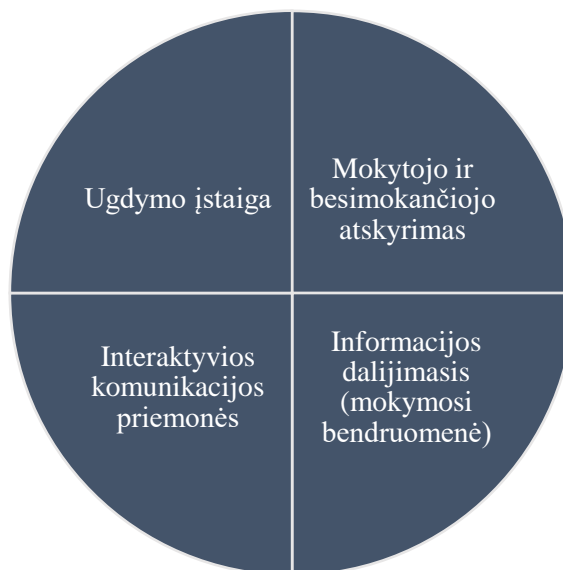 Ugdymo įstaiga
Mokytojo ir
besimokančiojo
atskyrimas
Interaktyvios
komunikacijos
priemonės
Informacijos
dalijimasis
(mokymosi
bendruomenė)